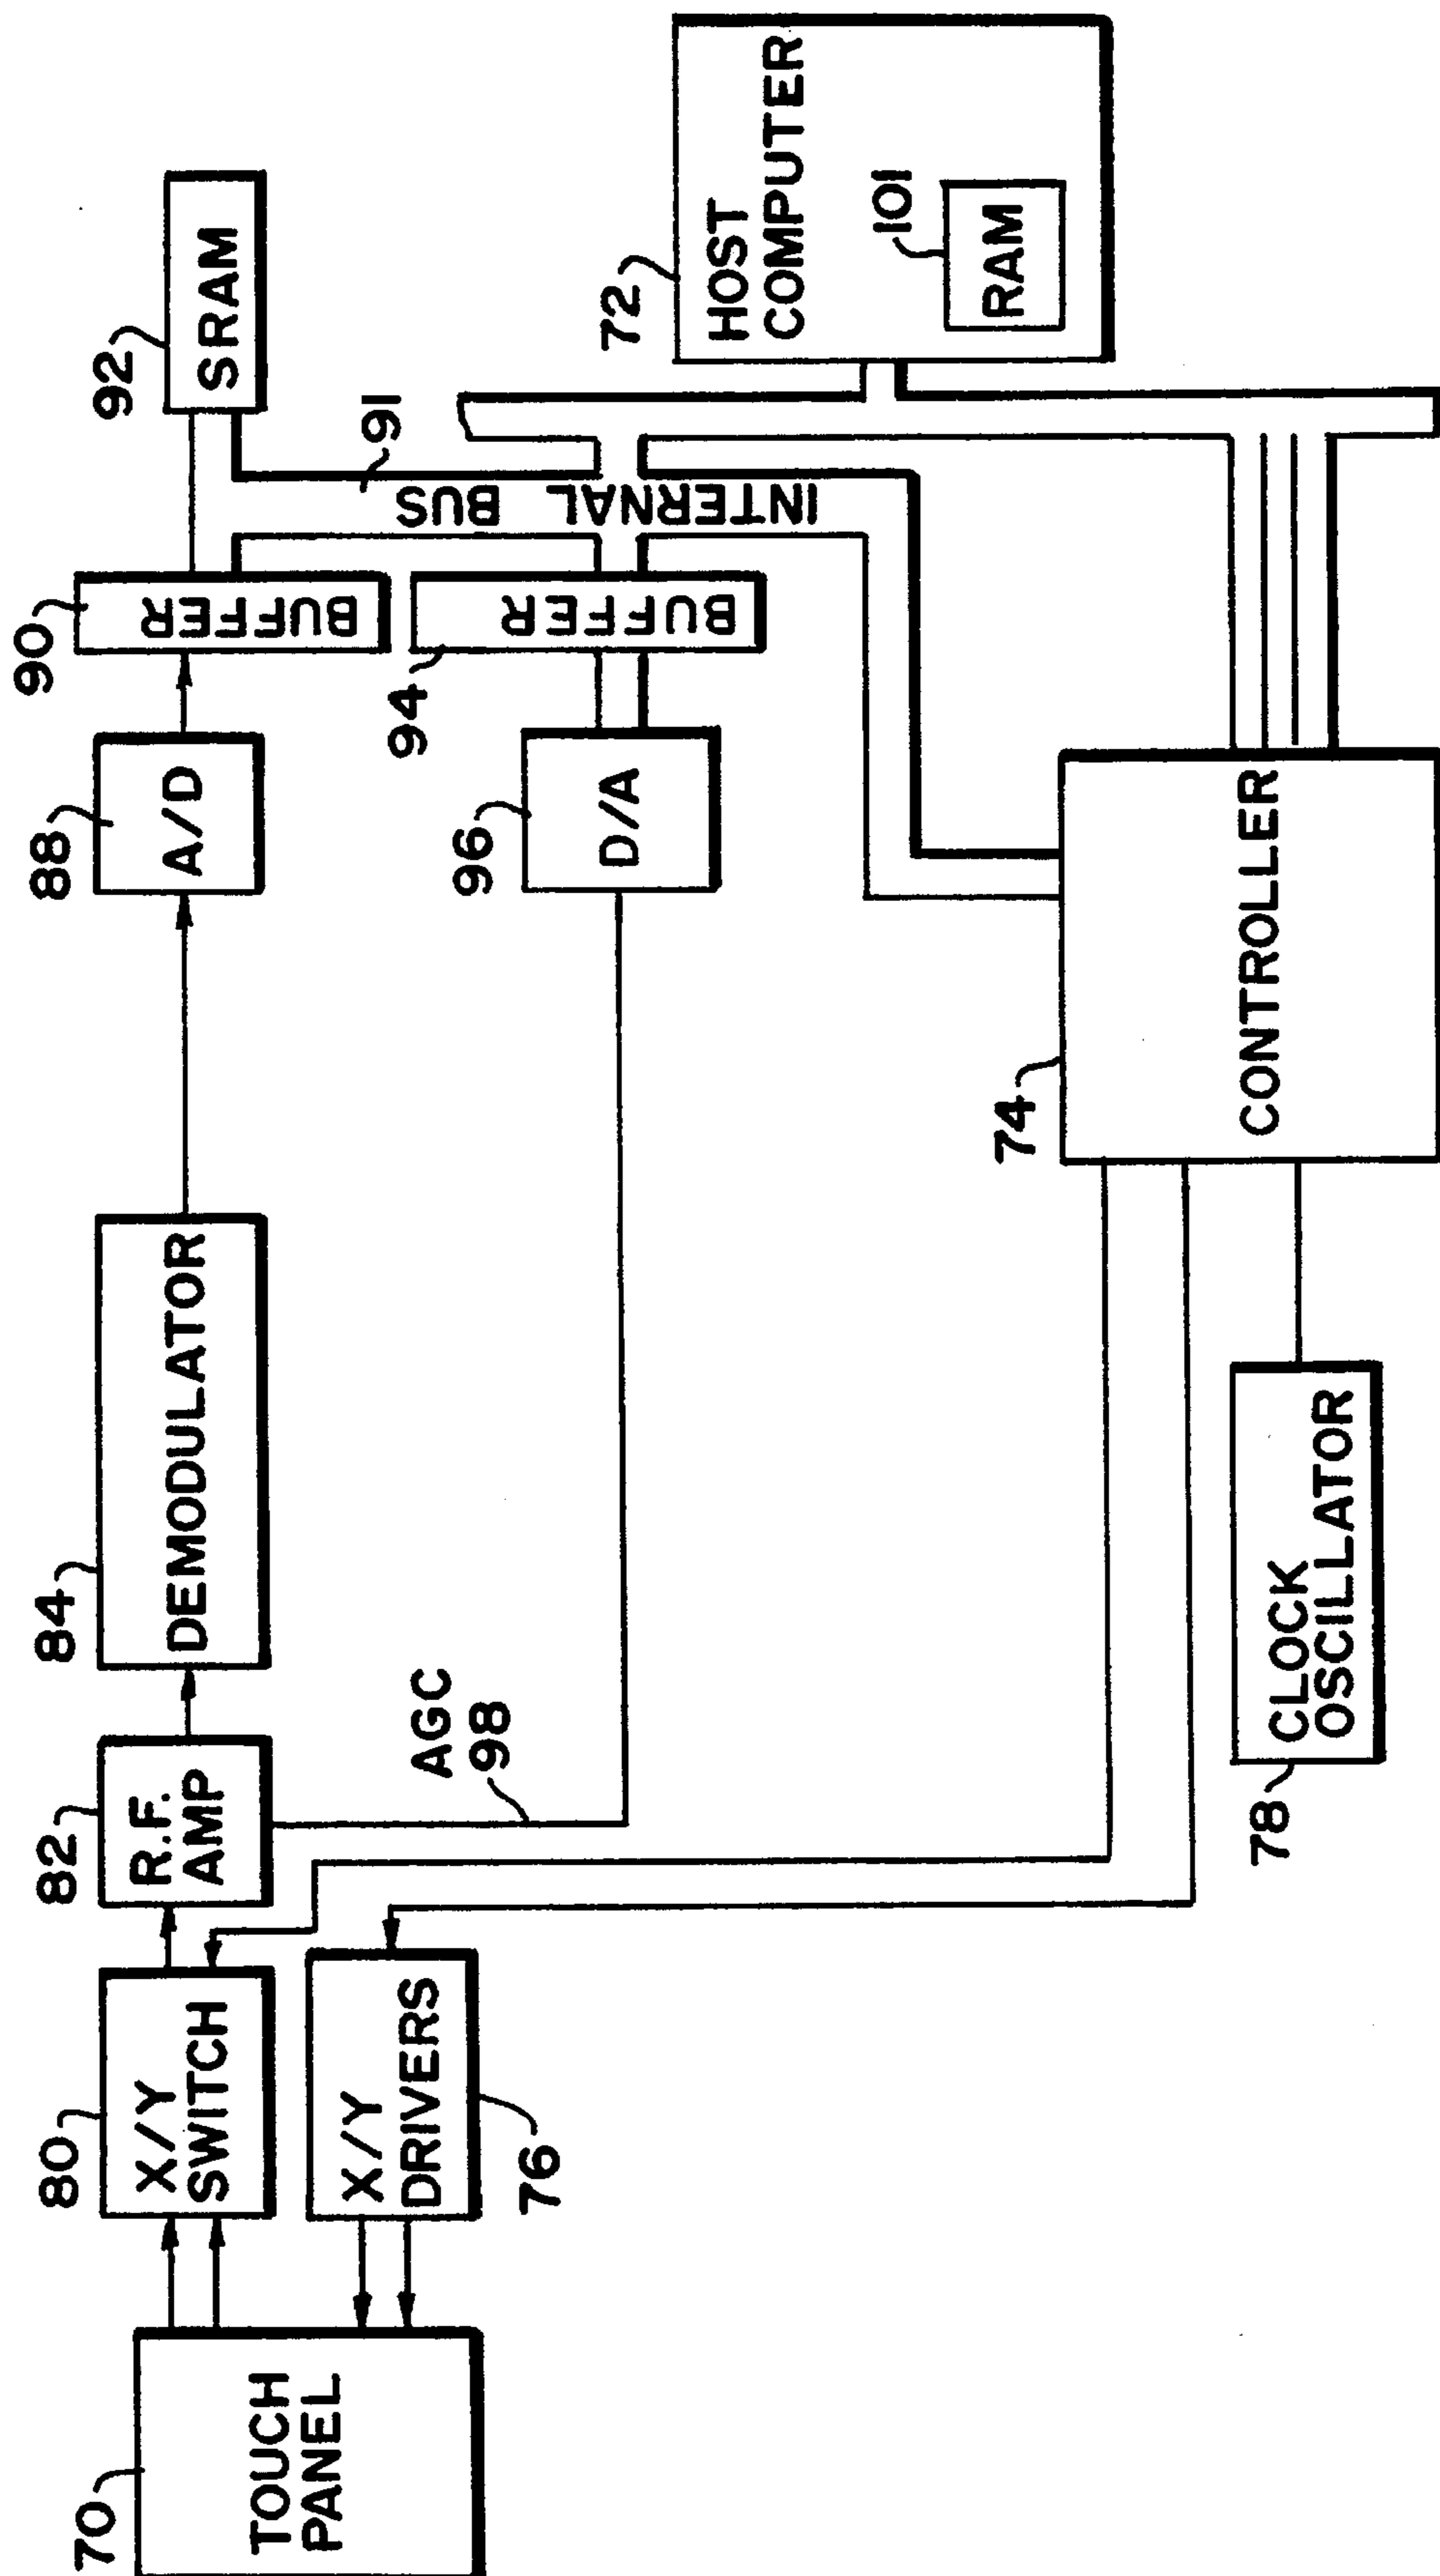 70
TOUCH
PANEL
80
X/Y
SWITCH
X/Y
DRIVERS
76
82
R.F.
AMP
AGC
98
84
DEMODULATOR
88
A/D
96
D/A
90
BUFFER
94
BUFFER
92
SRAM
91
INTERNAL
BUS
72
HOST
COMPUTER
101
RAM
74
CONTROLLER
78
CLOCK
OSCILLATOR